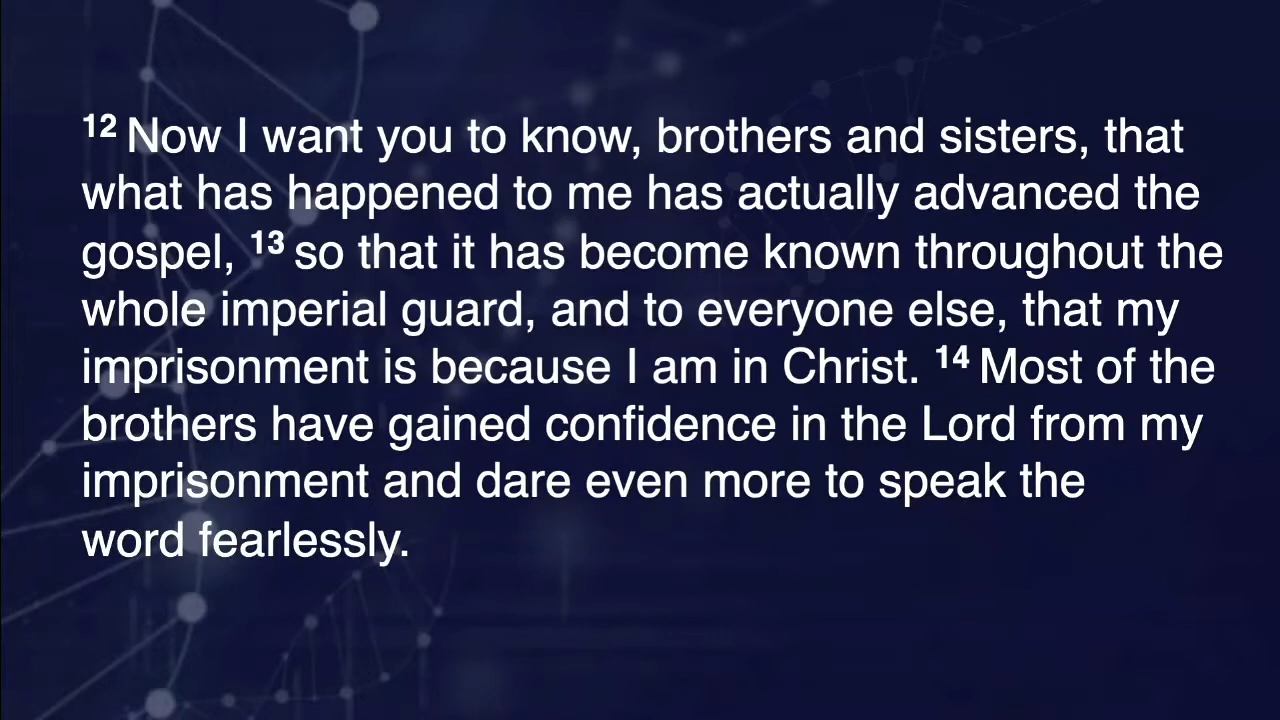 12 Now I want you to know, brothers and sisters, that
what has happened to me has actually advanced the
gospel, 13 so that it has become known throughout the
whole imperial guard, and to everyone else, that my
imprisonment is because I am in Christ. 14 Most of the
brothers have gained confidence in the Lord from my
imprisonment and dare even more to speak the
word fearlessly.